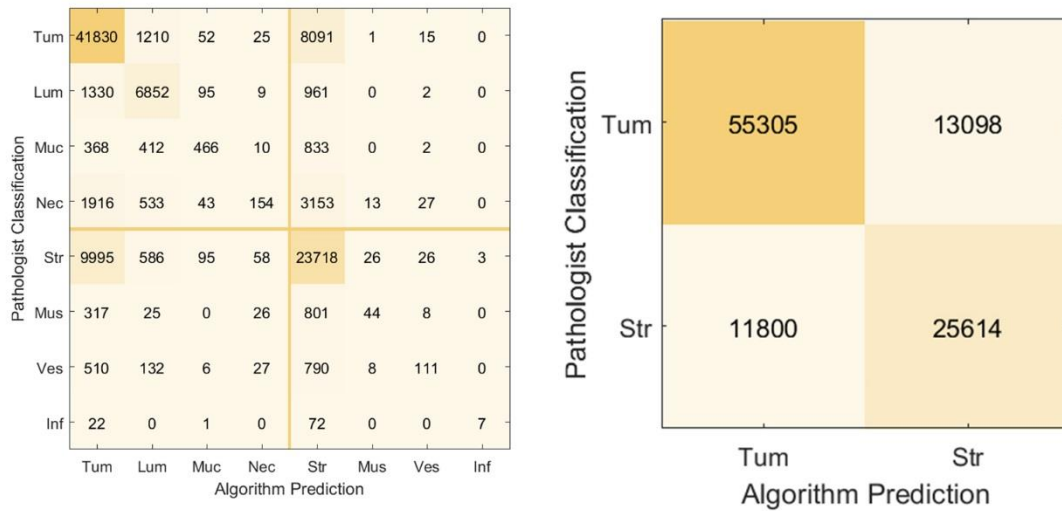 Pathologist Classification
Tum 41830 1210 52 25 8091 1 15 0
Lum 1330 6852 95 9 961 0 2 0
Muc 368 412 466 10 833 0 2 0
Nec 1916 533 43 154 3153 13 27 0
Str 9995 586 95 58 23718 26 26 3
Mus 317 25 0 26 801 44 8 0
Ves 510 132 6 27 790 8 111 0
Inf 22 0 1 0 72 0 0 7
Tum Lum Muc Nec Str Mus Ves Inf
Algorithm Prediction
Pathologist Classification
Tum 55305 13098
Str 11800 25614
Tum Str
Algorithm Prediction